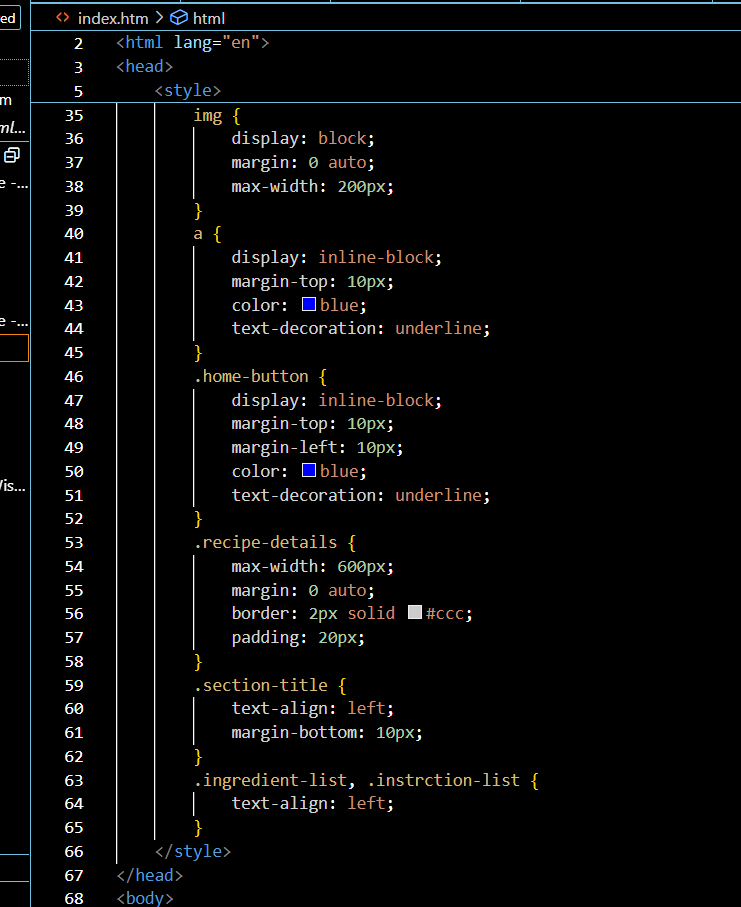 ed
index.htm > html
m
ml...
e -...
e -...
is...
2 <html lang="en">
3 <head>
5 <style>
35 img {
36 display: block;
37 margin: 0 auto;
38 max-width: 200px;
39 }
40 a {
41 display: inline-block;
42 margin-top: 10px;
43 color: blue;
44 text-decoration: underline;
45 }
46 .home-button {
47 display: inline-block;
48 margin-top: 10px;
49 margin-left: 10px;
50 color: blue;
51 text-decoration: underline;
52 }
53 .recipe-details {
54 max-width: 600px;
55 margin: 0 auto;
56 border: 2px solid #ccc;
57 padding: 20px;
58 }
59 .section-title {
60 text-align: left;
61 margin-bottom: 10px;
62 }
63 .ingredient-list, .instrction-list {
64 text-align: left;
65 }
66 </style>
67 </head>
68 <body>